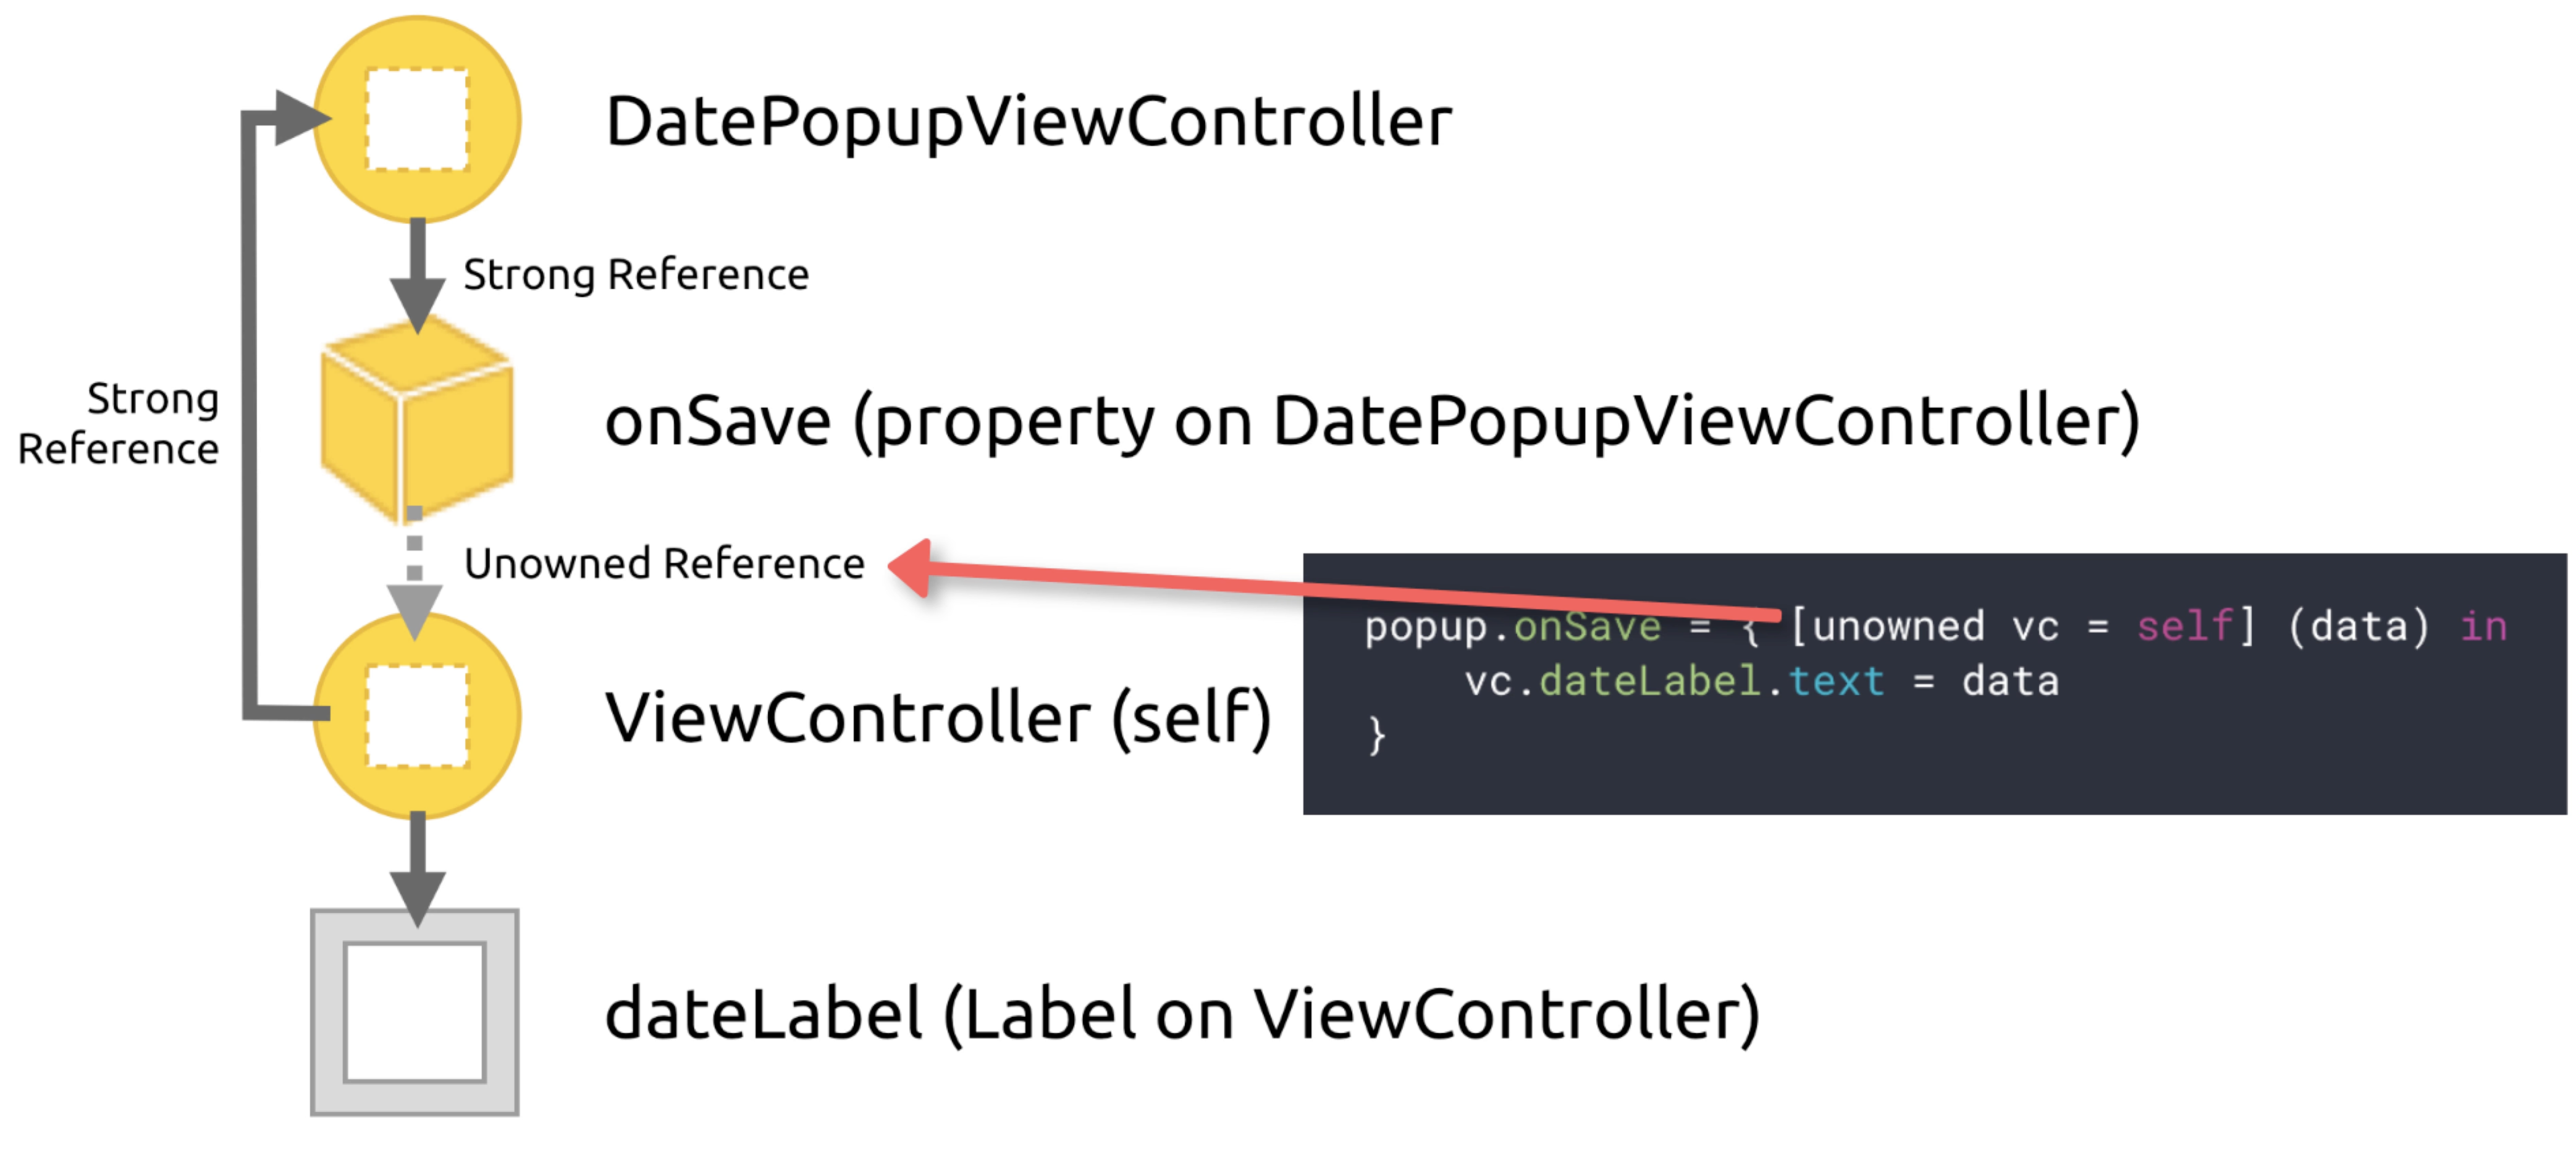 DatePopupViewController
Strong Reference
Strong
Reference
onSave (property on DatePopupViewController)
Unowned Reference
popup.onSave = { [unowned vc = self] (data) in
vc.dateLabel.text = data
}
ViewController (self)
dateLabel (Label on ViewController)